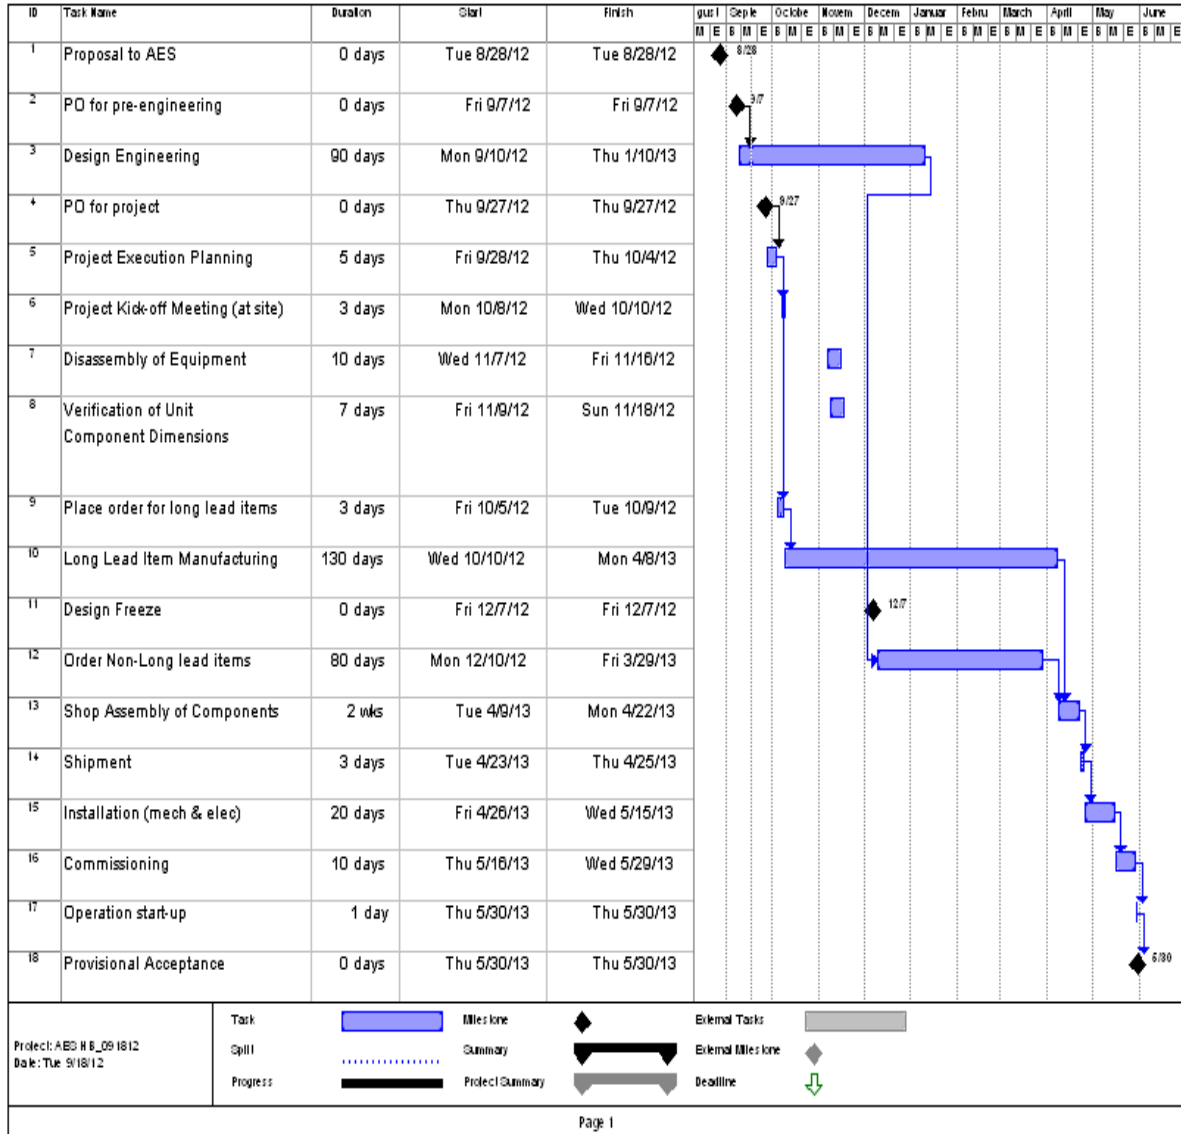 ID Task Name Duration Start Finish gust Septe Octobe Novem Decem Januar Febru March April May June
M E B M E B M E B M E B M E B M E B M E B M E B M E B M E B M E
1 Proposal to AES 0 days Tue 8/28/12 Tue 8/28/12 8/28
2 PO for pre-engineering 0 days Fri 9/7/12 Fri 9/7/12 9/7
3 Design Engineering 90 days Mon 9/10/12 Thu 1/10/13
4 PO for project 0 days Thu 9/27/12 Thu 9/27/12 9/27
5 Project Execution Planning 5 days Fri 9/28/12 Thu 10/4/12
6 Project Kick-off Meeting (at site) 3 days Mon 10/8/12 Wed 10/10/12
7 Disassembly of Equipment 10 days Wed 11/7/12 Fri 11/16/12
8 Verification of Unit 7 days Fri 11/9/12 Sun 11/18/12
Component Dimensions
9 Place order for long lead items 3 days Fri 10/5/12 Tue 10/9/12
10 Long Lead Item Manufacturing 130 days Wed 10/10/12 Mon 4/8/13
11 Design Freeze 0 days Fri 12/7/12 Fri 12/7/12 12/7
12 Order Non-Long lead items 80 days Mon 12/10/12 Fri 3/29/13
13 Shop Assembly of Components 2 wks Tue 4/9/13 Mon 4/22/13
14 Shipment 3 days Tue 4/23/13 Thu 4/25/13
15 Installation (mech & elec) 20 days Fri 4/26/13 Wed 5/15/13
16 Commissioning 10 days Thu 5/16/13 Wed 5/29/13
17 Operation start-up 1 day Thu 5/30/13 Thu 5/30/13
18 Provisional Acceptance 0 days Thu 5/30/13 Thu 5/30/13 5/30
Project: AES HB_091812
Date: Tue 9/18/12
Task Milestone External Tasks
Split Summary External Milestone
Progress Project Summary Deadline
Page 1